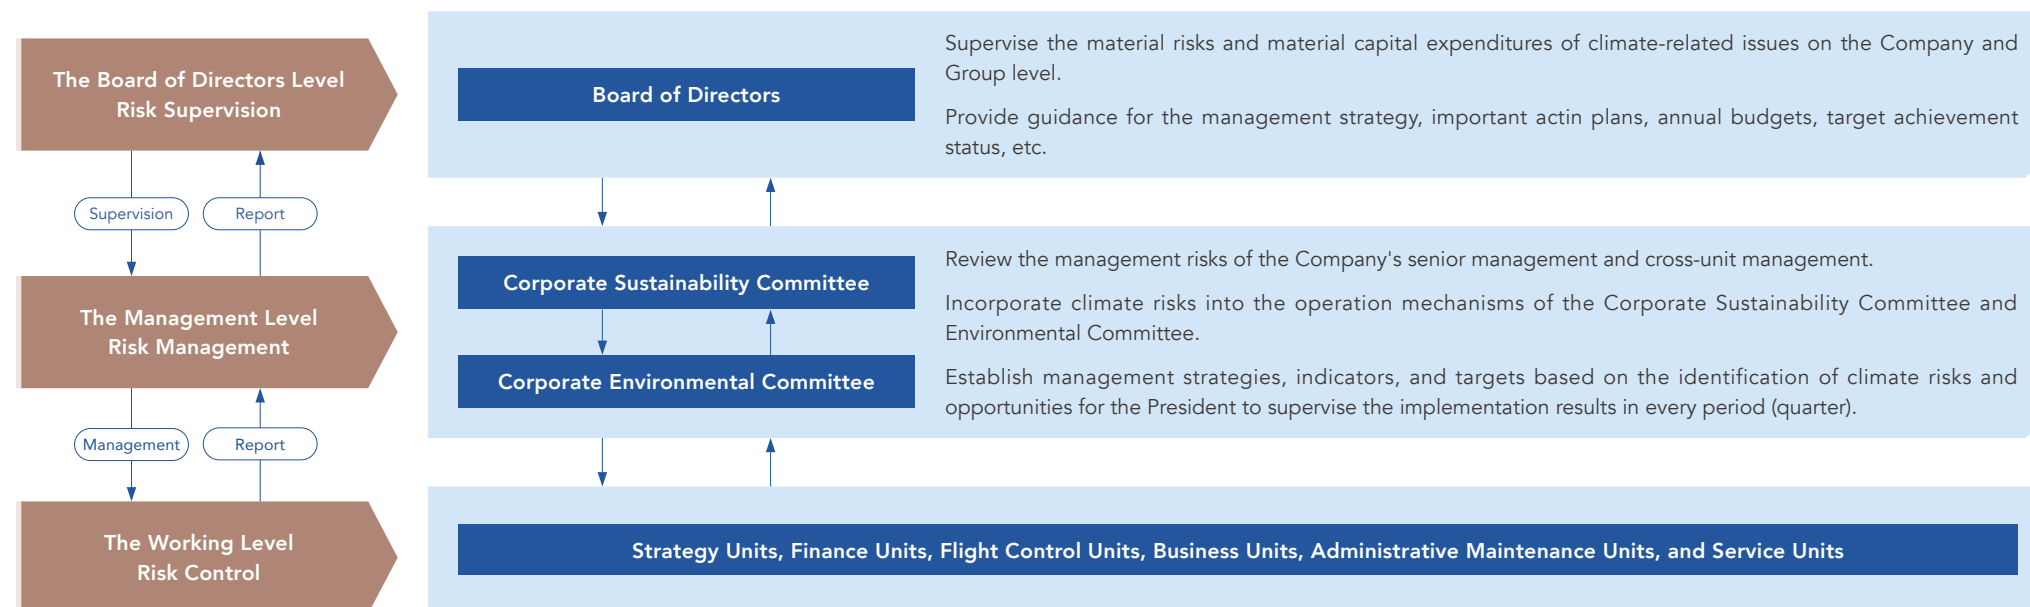 The Board of Directors Level
Risk Supervision
Board of Directors
Supervise the material risks and material capital expenditures of climate-related issues on the Company and
Group level.
Provide guidance for the management strategy, important actin plans, annual budgets, target achievement
status, etc.
Supervision
Report
The Management Level
Risk Management
Corporate Sustainability Committee
Corporate Environmental Committee
Review the management risks of the Company's senior management and cross-unit management.
Incorporate climate risks into the operation mechanisms of the Corporate Sustainability Committee and
Environmental Committee.
Establish management strategies, indicators, and targets based on the identification of climate risks and
opportunities for the President to supervise the implementation results in every period (quarter).
Management
Report
The Working Level
Risk Control
Strategy Units, Finance Units, Flight Control Units, Business Units, Administrative Maintenance Units, and Service Units